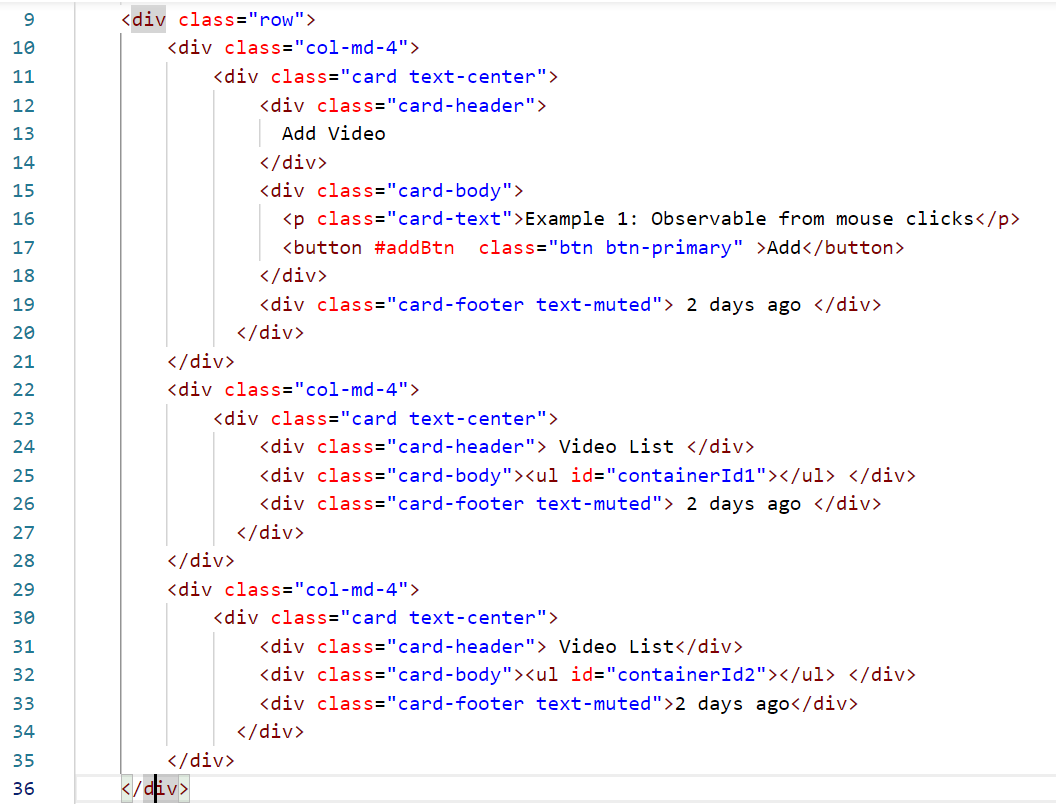 9 <div class="row">
10 <div class="col-md-4">
11 <div class="card text-center">
12 <div class="card-header">
13 Add Video
14 </div>
15 <div class="card-body">
16 <p class="card-text">Example 1: Observable from mouse clicks</p>
17 <button #addBtn  class="btn btn-primary" >Add</button>
18 </div>
19 <div class="card-footer text-muted"> 2 days ago </div>
20 </div>
21 </div>
22 <div class="col-md-4">
23 <div class="card text-center">
24 <div class="card-header"> Video List </div>
25 <div class="card-body"><ul id="containerId1"></ul> </div>
26 <div class="card-footer text-muted"> 2 days ago </div>
27 </div>
28 </div>
29 <div class="col-md-4">
30 <div class="card text-center">
31 <div class="card-header"> Video List</div>
32 <div class="card-body"><ul id="containerId2"></ul> </div>
33 <div class="card-footer text-muted">2 days ago</div>
34 </div>
35 </div>
36 </div>